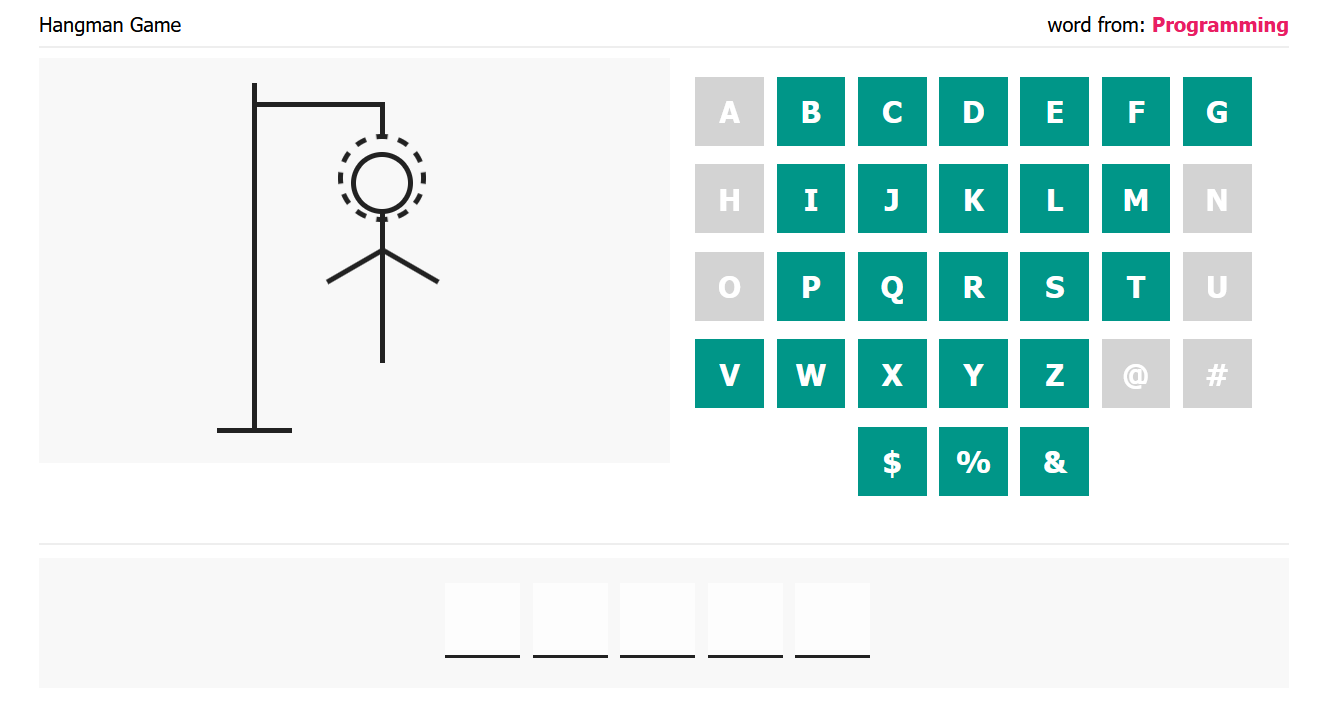 Hangman Game
word from: Programming
A B C D E F G
H I J K L M N
O P Q R S T U
V W X Y Z @ #
$ % &